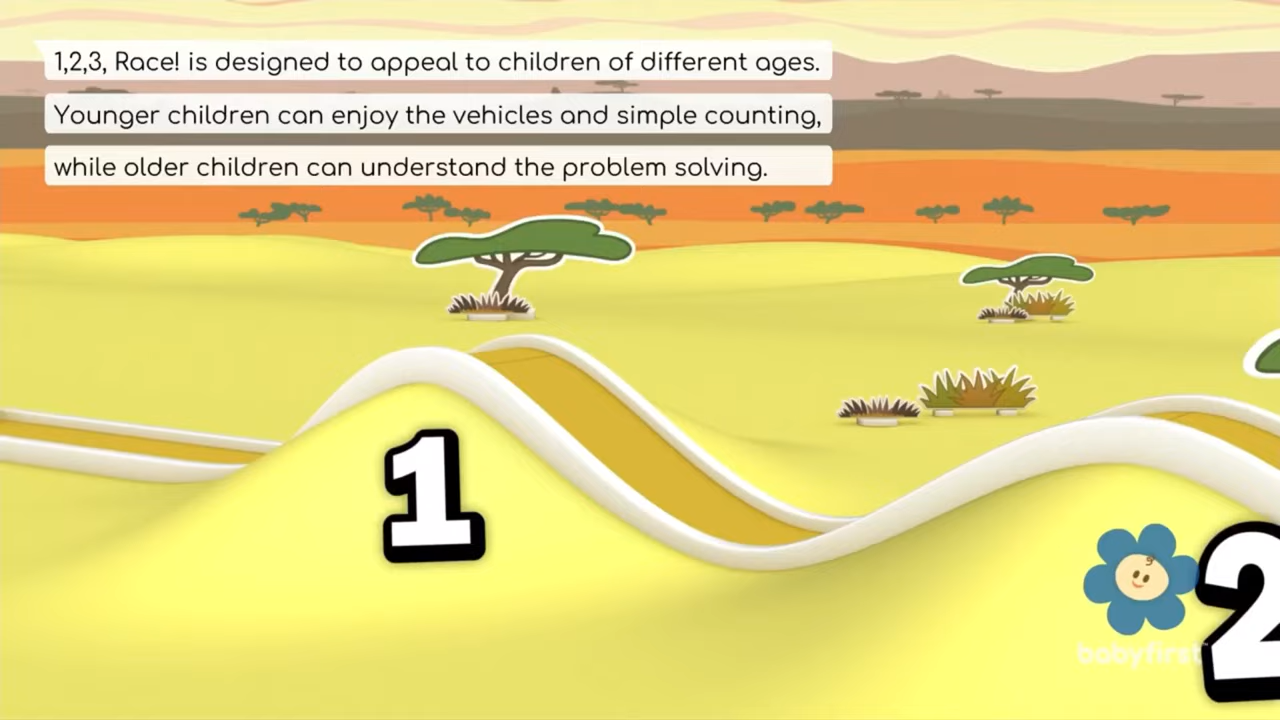 1,2,3, Race! is designed to appeal to children of different ages.
Younger children can enjoy the vehicles and simple counting,
while older children can understand the problem solving.
1
2
babyfirst